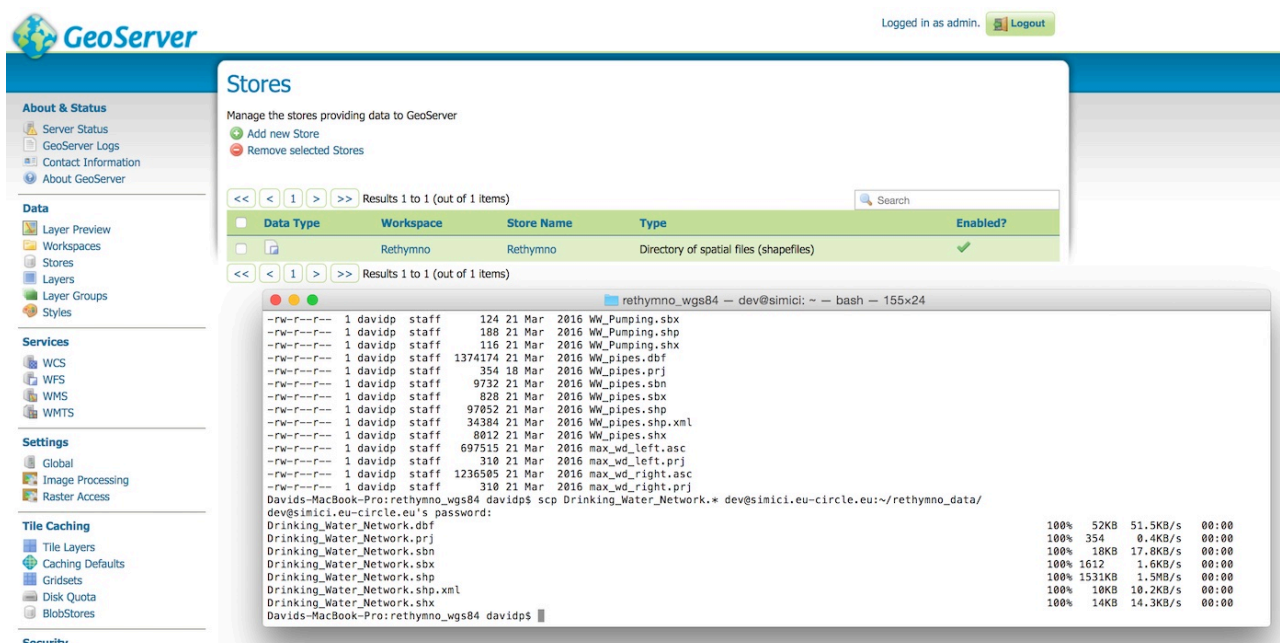 GeoServer
Logged in as admin.
Logout
About & Status
Server Status
GeoServer Logs
Contact Information
About GeoServer
Data
Layer Preview
Workspaces
Stores
Layers
Layer Groups
Styles
Services
WCS
WFS
WMS
WMTS
Settings
Global
Image Processing
Raster Access
Tile Caching
Tile Layers
Caching Defaults
Gridsets
Disk Quota
BlobStores
Security
Stores
Manage the stores providing data to GeoServer
Add new Store
Remove selected Stores
<< < 1 > >> Results 1 to 1 (out of 1 items)
Search
Data Type Workspace Store Name Type Enabled?
Rethymno Rethymno Directory of spatial files (shapefiles)
<< < 1 > >> Results 1 to 1 (out of 1 items)
rethymno_wgs84 — dev@simici: ~ — bash — 155×24
-rw-r--r-- 1 davidp staff 124 21 Mar 2016 WW_Pumping.sbx
-rw-r--r-- 1 davidp staff 188 21 Mar 2016 WW_Pumping.shp
-rw-r--r-- 1 davidp staff 116 21 Mar 2016 WW_Pumping.shx
-rw-r--r-- 1 davidp staff 1374174 21 Mar 2016 WW_pipes.dbf
-rw-r--r-- 1 davidp staff 354 18 Mar 2016 WW_pipes.prj
-rw-r--r-- 1 davidp staff 9732 21 Mar 2016 WW_pipes.sbn
-rw-r--r-- 1 davidp staff 828 21 Mar 2016 WW_pipes.sbx
-rw-r--r-- 1 davidp staff 97052 21 Mar 2016 WW_pipes.shp
-rw-r--r-- 1 davidp staff 34384 21 Mar 2016 WW_pipes.shp.xml
-rw-r--r-- 1 davidp staff 8012 21 Mar 2016 WW_pipes.shx
-rw-r--r-- 1 davidp staff 697515 21 Mar 2016 max_wd_left.asc
-rw-r--r-- 1 davidp staff 310 21 Mar 2016 max_wd_left.prj
-rw-r--r-- 1 davidp staff 1236505 21 Mar 2016 max_wd_right.asc
-rw-r--r-- 1 davidp staff 310 21 Mar 2016 max_wd_right.prj
Davids-MacBook-Pro:rethymno_wgs84 davidp$ scp Drinking_Water_Network.* dev@simici.eu-circle.eu:~/rethymno_data/
dev@simici.eu-circle.eu's password:
Drinking_Water_Network.dbf 100% 52KB 51.5KB/s 00:00
Drinking_Water_Network.prj 100% 354 0.4KB/s 00:00
Drinking_Water_Network.sbn 100% 18KB 17.8KB/s 00:00
Drinking_Water_Network.sbx 100% 1612 1.6KB/s 00:00
Drinking_Water_Network.shp 100% 1531KB 1.5MB/s 00:00
Drinking_Water_Network.shp.xml 100% 10KB 10.2KB/s 00:00
Drinking_Water_Network.shx 100% 14KB 14.3KB/s 00:00
Davids-MacBook-Pro:rethymno_wgs84 davidp$